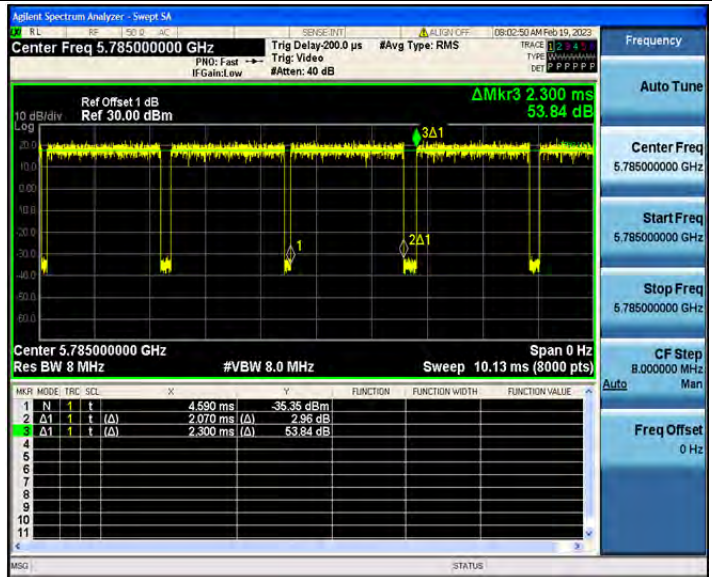 Agilent Spectrum Analyzer - Swept SA
RL RF 50 Ω AC SENSE:INT ALIGN OFF 08:02:50 AM Feb 19, 2023
Center Freq 5.785000000 GHz
PNO: Fast
IFGain:Low
Trig Delay-200.0 µs
Trig: Video
#Atten: 40 dB
#Avg Type: RMS
TRACE 1 2 3 4 5 6
TYPE
DET P P P P P P
ΔMkr3 2.300 ms
53.84 dB
Ref Offset 1 dB
10 dB/div Ref 30.00 dBm
Log
20.0
10.0
0.00
-10.0
-20.0
-30.0
-40.0
-50.0
-60.0
3Δ1
1
2Δ1
Center 5.785000000 GHz Span 0 Hz
Res BW 8 MHz #VBW 8.0 MHz Sweep 10.13 ms (8000 pts)
MKR MODE TRC SCL X Y FUNCTION FUNCTION WIDTH FUNCTION VALUE
1 N 1 t 4.590 ms -35.35 dBm
2 Δ1 1 t (Δ) 2.070 ms (Δ) 2.96 dB
3 Δ1 1 t (Δ) 2.300 ms (Δ) 53.84 dB
4
5
6
7
8
9
10
11
MSG STATUS
Frequency
Auto Tune
Center Freq
5.785000000 GHz
Start Freq
5.785000000 GHz
Stop Freq
5.785000000 GHz
CF Step
8.000000 MHz
Auto Man
Freq Offset
0 Hz